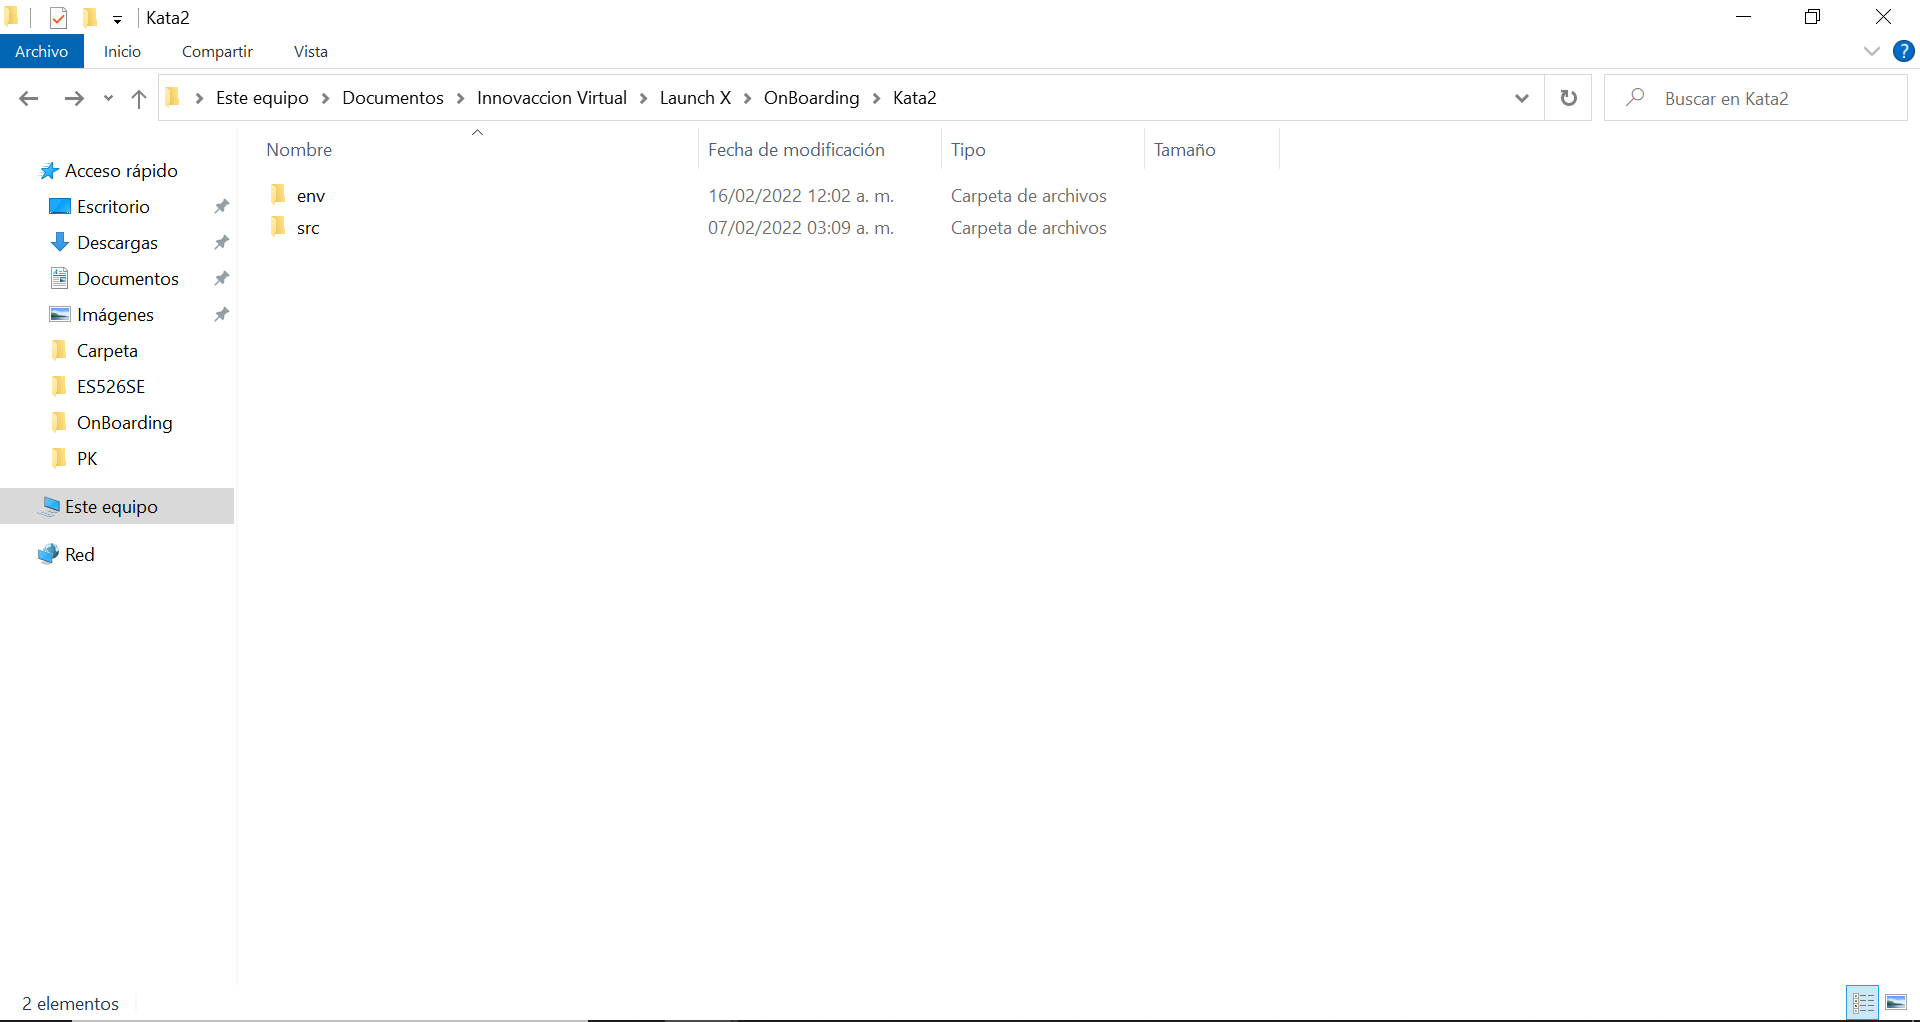 Kata2
Archivo Inicio Compartir Vista
Este equipo Documentos Innovaccion Virtual Launch X OnBoarding Kata2 Buscar en Kata2
Nombre Fecha de modificación Tipo Tamaño
Acceso rápido
Escritorio
Descargas
Documentos
Imágenes
Carpeta
ES526SE
OnBoarding
PK
Este equipo
Red
env 16/02/2022 12:02 a. m. Carpeta de archivos
src 07/02/2022 03:09 a. m. Carpeta de archivos
2 elementos